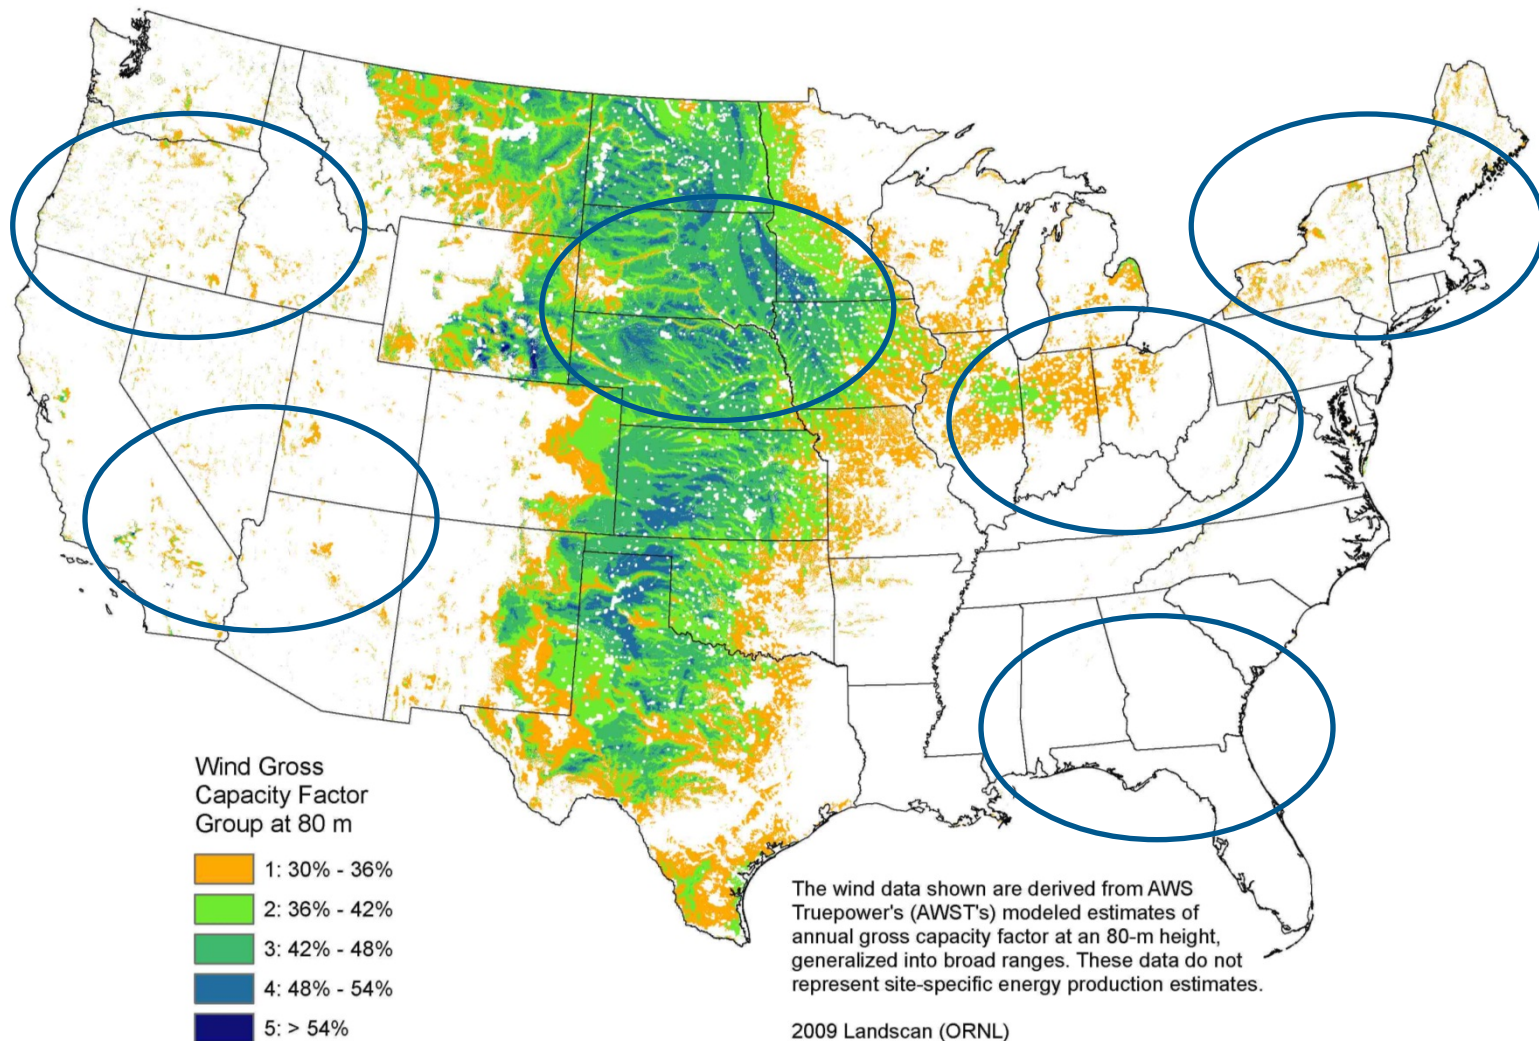 Wind Gross
Capacity Factor
Group at 80 m
1: 30% - 36%
2: 36% - 42%
3: 42% - 48%
4: 48% - 54%
5: > 54%
The wind data shown are derived from AWS
Truepower's (AWST's) modeled estimates of
annual gross capacity factor at an 80-m height,
generalized into broad ranges. These data do not
represent site-specific energy production estimates.
2009 Landscan (ORNL)